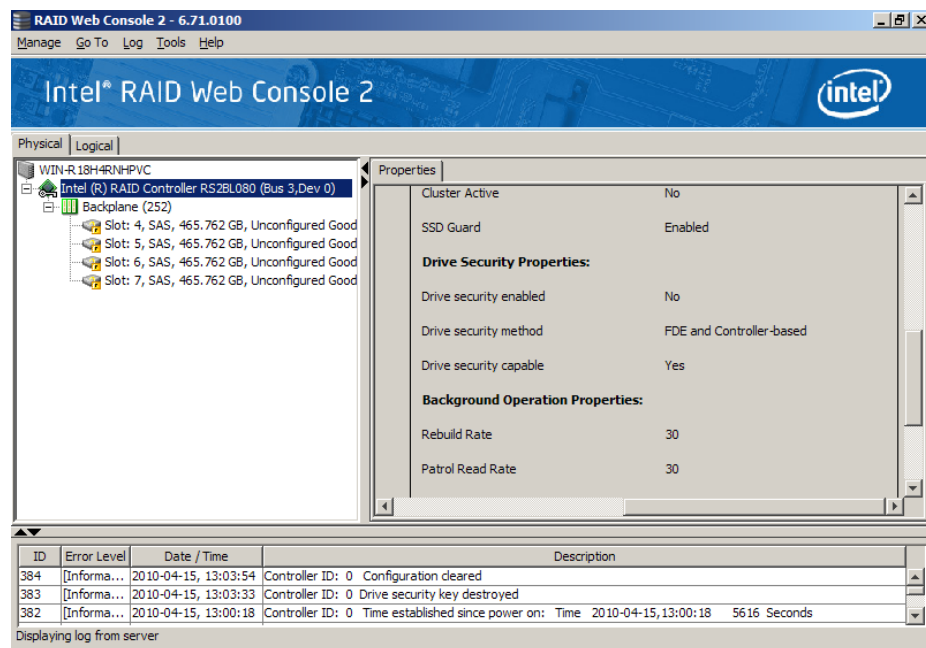 RAID Web Console 2 - 6.71.0100
Manage Go To Log Tools Help
Intel® RAID Web Console 2
intel
Physical Logical
WIN-R18H4RNHPVC
Intel (R) RAID Controller RS2BL080 (Bus 3,Dev 0)
Backplane (252)
Slot: 4, SAS, 465.762 GB, Unconfigured Good
Slot: 5, SAS, 465.762 GB, Unconfigured Good
Slot: 6, SAS, 465.762 GB, Unconfigured Good
Slot: 7, SAS, 465.762 GB, Unconfigured Good
Properties
Cluster Active No
SSD Guard Enabled
Drive Security Properties:
Drive security enabled No
Drive security method FDE and Controller-based
Drive security capable Yes
Background Operation Properties:
Rebuild Rate 30
Patrol Read Rate 30
ID Error Level Date / Time Description
384 [Informa... 2010-04-15, 13:03:54 Controller ID: 0 Configuration cleared
383 [Informa... 2010-04-15, 13:03:33 Controller ID: 0 Drive security key destroyed
382 [Informa... 2010-04-15, 13:00:18 Controller ID: 0 Time established since power on: Time 2010-04-15,13:00:18 5616 Seconds
Displaying log from server